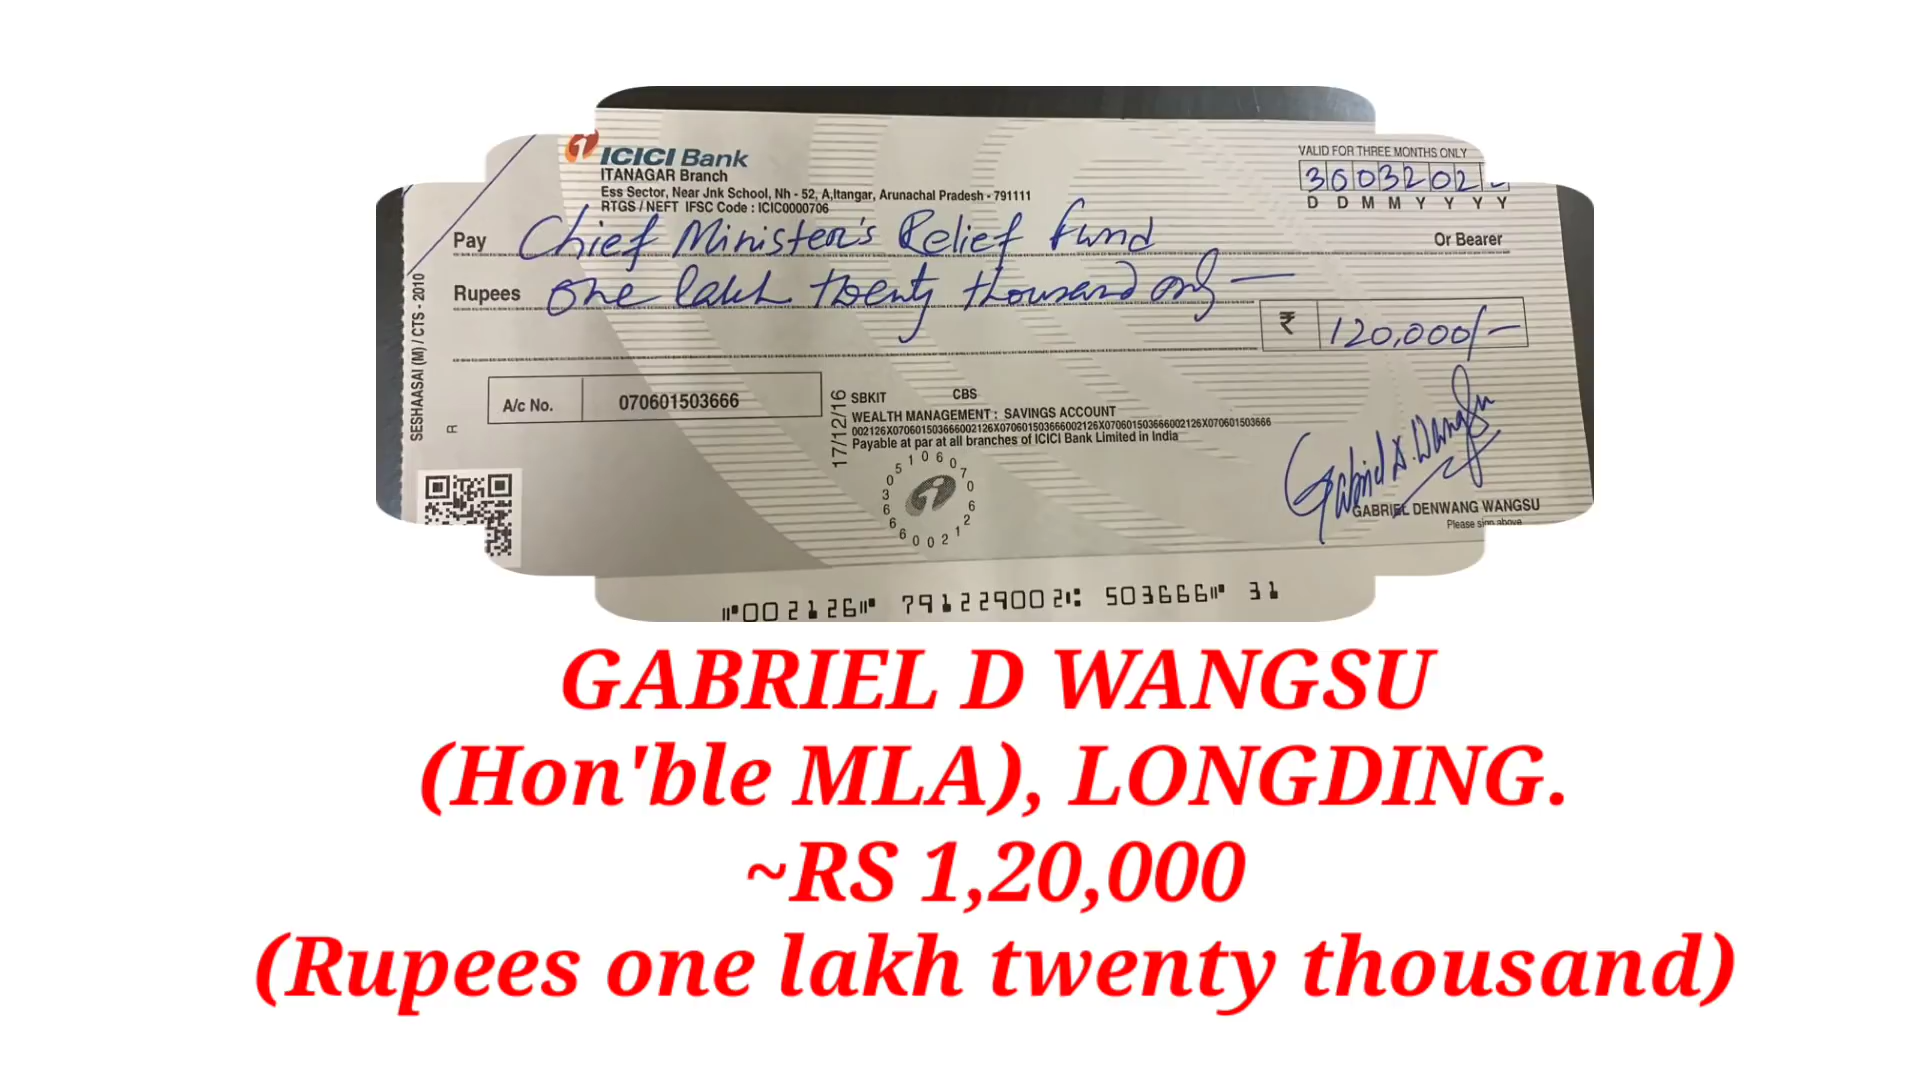 ICICI Bank
ITANAGAR Branch
Ess Sector, Near Jnk School, Nh - 52, A,Itangar, Arunachal Pradesh - 791111
RTGS / NEFT IFSC Code : ICIC0000706
VALID FOR THREE MONTHS ONLY
3003202
D D M M Y Y Y Y
Pay Chief Minister's Relief Fund
Or Bearer
Rupees One lakh twenty thousand only —
₹ 120,000/-
A/c No. 070601503666
SESHAASAI (M) / CTS - 2010
17/12/16
SBKIT CBS
WEALTH MANAGEMENT : SAVINGS ACCOUNT
002126X070601503666002126X070601503666002126X070601503666002126X070601503666
Payable at par at all branches of ICICI Bank Limited in India
Gabriel D. Wangsu
GABRIEL DENWANG WANGSU
Please sign above
⑈002126⑈ 791229002⑆ 503666⑈ 31
GABRIEL D WANGSU
(Hon'ble MLA), LONGDING.
~RS 1,20,000
(Rupees one lakh twenty thousand)